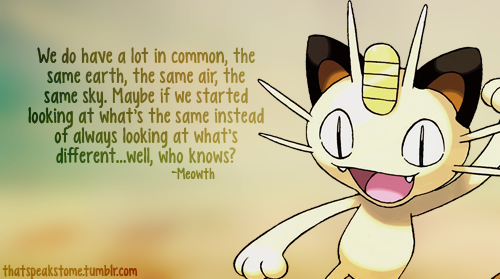 We do have a lot in common, the
same earth, the same air, the
same sky. Maybe if we started
looking at what's the same instead
of always looking at what's
different...well, who knows?
-Meowth
thatspeakstome.tumblr.com